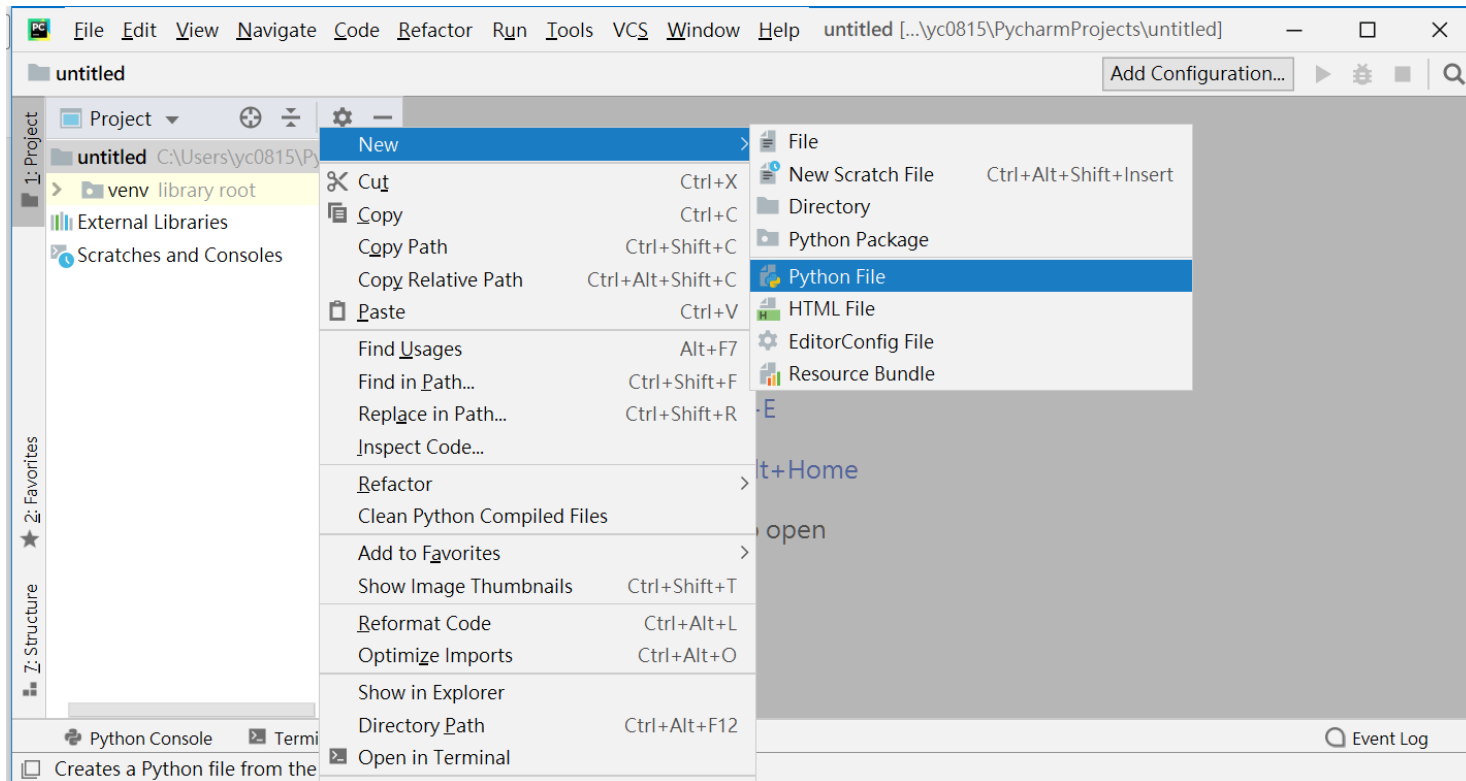 PC File Edit View Navigate Code Refactor Run Tools VCS Window Help untitled [...\yc0815\PycharmProjects\untitled]
untitled
Add Configuration...
1: Project
2: Favorites
7: Structure
Project
untitled C:\Users\yc0815\Py
venv library root
External Libraries
Scratches and Consoles
New
Cut Ctrl+X
Copy Ctrl+C
Copy Path Ctrl+Shift+C
Copy Relative Path Ctrl+Alt+Shift+C
Paste Ctrl+V
Find Usages Alt+F7
Find in Path... Ctrl+Shift+F
Replace in Path... Ctrl+Shift+R
Inspect Code...
Refactor
Clean Python Compiled Files
Add to Favorites
Show Image Thumbnails Ctrl+Shift+T
Reformat Code Ctrl+Alt+L
Optimize Imports Ctrl+Alt+O
Show in Explorer
Directory Path Ctrl+Alt+F12
Open in Terminal
File
New Scratch File Ctrl+Alt+Shift+Insert
Directory
Python Package
Python File
HTML File
EditorConfig File
Resource Bundle
-E
lt+Home
open
Python Console Termi
Event Log
Creates a Python file from the